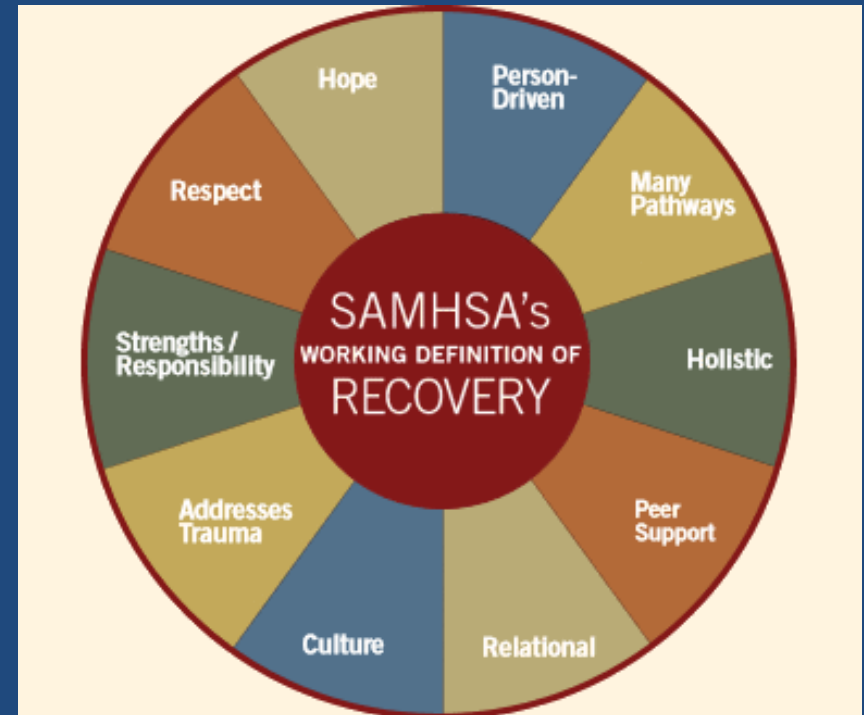 Hope
Person-
Driven
Many
Pathways
Holistic
Peer
Support
Relational
Culture
Addresses
Trauma
Strengths /
Responsibility
Respect
SAMHSA's
WORKING DEFINITION OF
RECOVERY